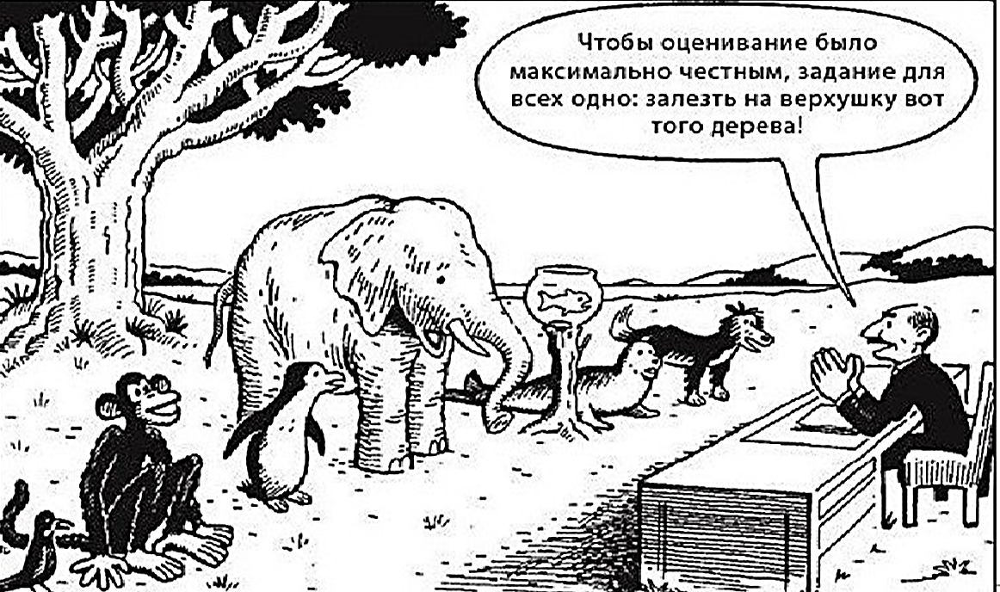 Чтобы оценивание было
максимально честным, задание для
всех одно: залезть на верхушку вот
того дерева!